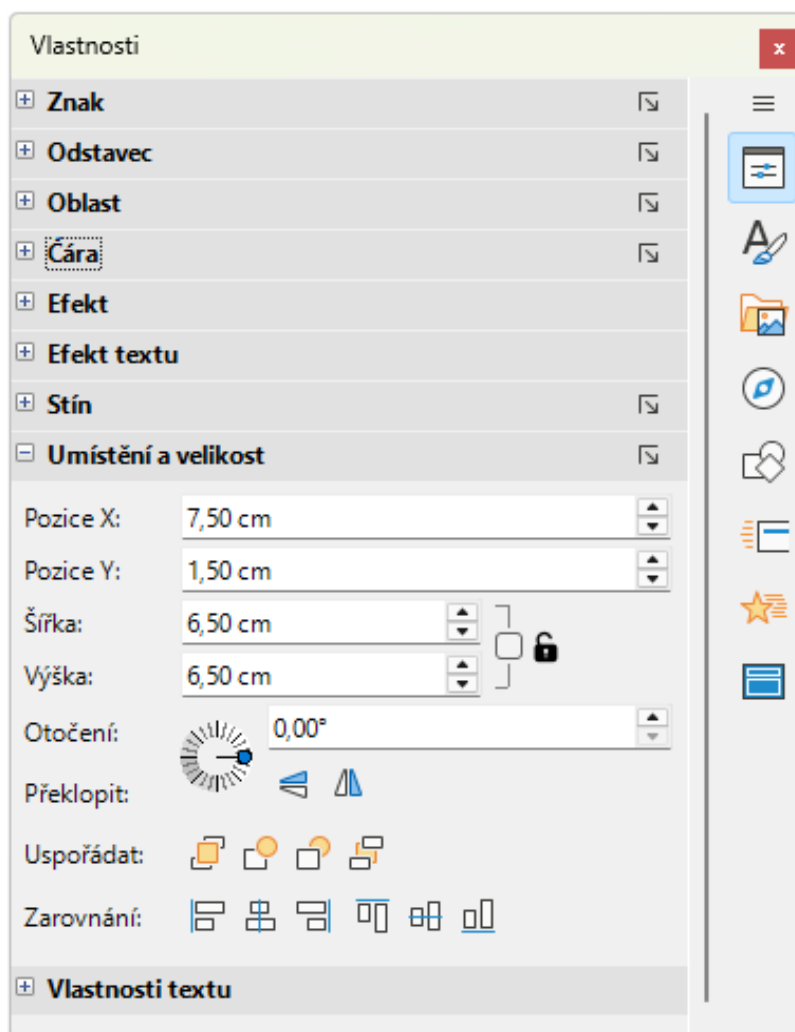 Vlastnosti
Znak
Odstavec
Oblast
Čára
Efekt
Efekt textu
Stín
Umístění a velikost
Pozice X: 7,50 cm
Pozice Y: 1,50 cm
Šířka: 6,50 cm
Výška: 6,50 cm
Otočení: 0,00°
Překlopit:
Uspořádat:
Zarovnání:
Vlastnosti textu